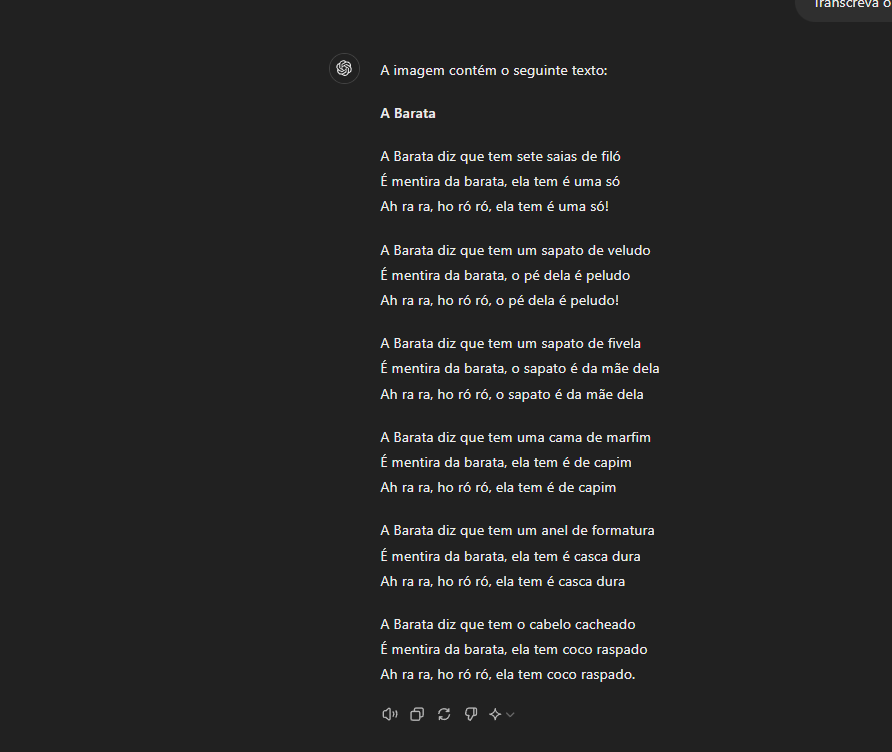 Transcreva o
A imagem contém o seguinte texto:
A Barata
A Barata diz que tem sete saias de filó
É mentira da barata, ela tem é uma só
Ah ra ra, ho ró ró, ela tem é uma só!
A Barata diz que tem um sapato de veludo
É mentira da barata, o pé dela é peludo
Ah ra ra, ho ró ró, o pé dela é peludo!
A Barata diz que tem um sapato de fivela
É mentira da barata, o sapato é da mãe dela
Ah ra ra, ho ró ró, o sapato é da mãe dela
A Barata diz que tem uma cama de marfim
É mentira da barata, ela tem é de capim
Ah ra ra, ho ró ró, ela tem é de capim
A Barata diz que tem um anel de formatura
É mentira da barata, ela tem é casca dura
Ah ra ra, ho ró ró, ela tem é casca dura
A Barata diz que tem o cabelo cacheado
É mentira da barata, ela tem coco raspado
Ah ra ra, ho ró ró, ela tem coco raspado.